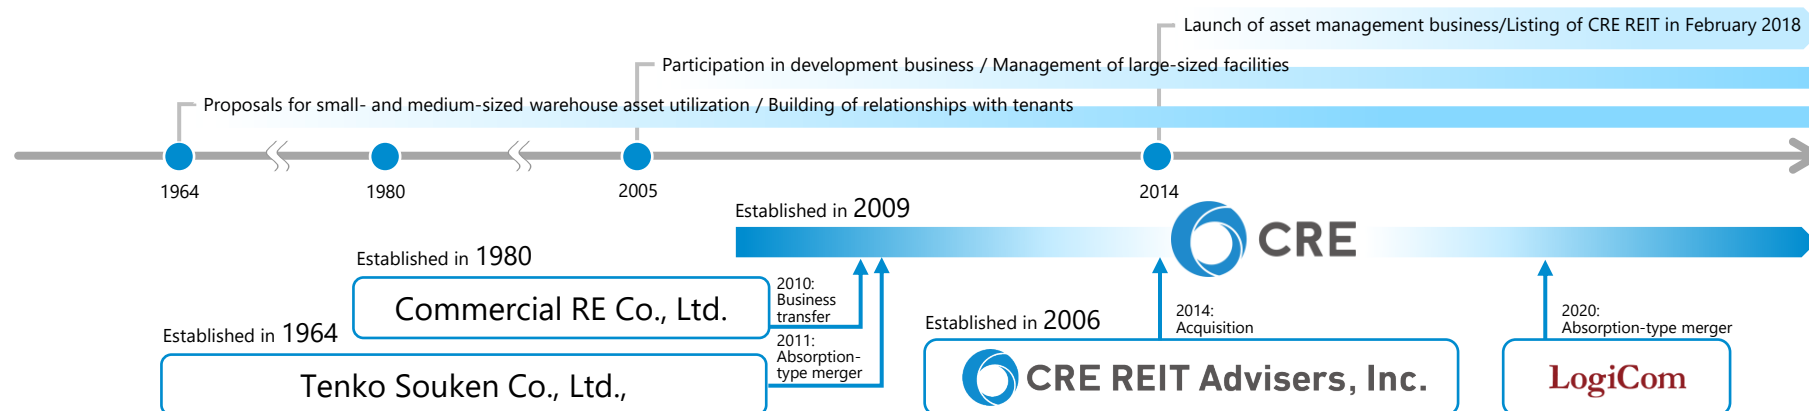 Launch of asset management business/Listing of CRE REIT in February 2018
Participation in development business / Management of large-sized facilities
Proposals for small- and medium-sized warehouse asset utilization / Building of relationships with tenants
1964
1980
2005
2014
Established in 2009
CRE
Established in 1980
Commercial RE Co., Ltd.
2010:
Business
transfer
Established in 1964
Tenko Souken Co., Ltd.,
2011:
Absorption-
type merger
Established in 2006
CRE REIT Advisers, Inc.
2014:
Acquisition
2020:
Absorption-type merger
LogiCom